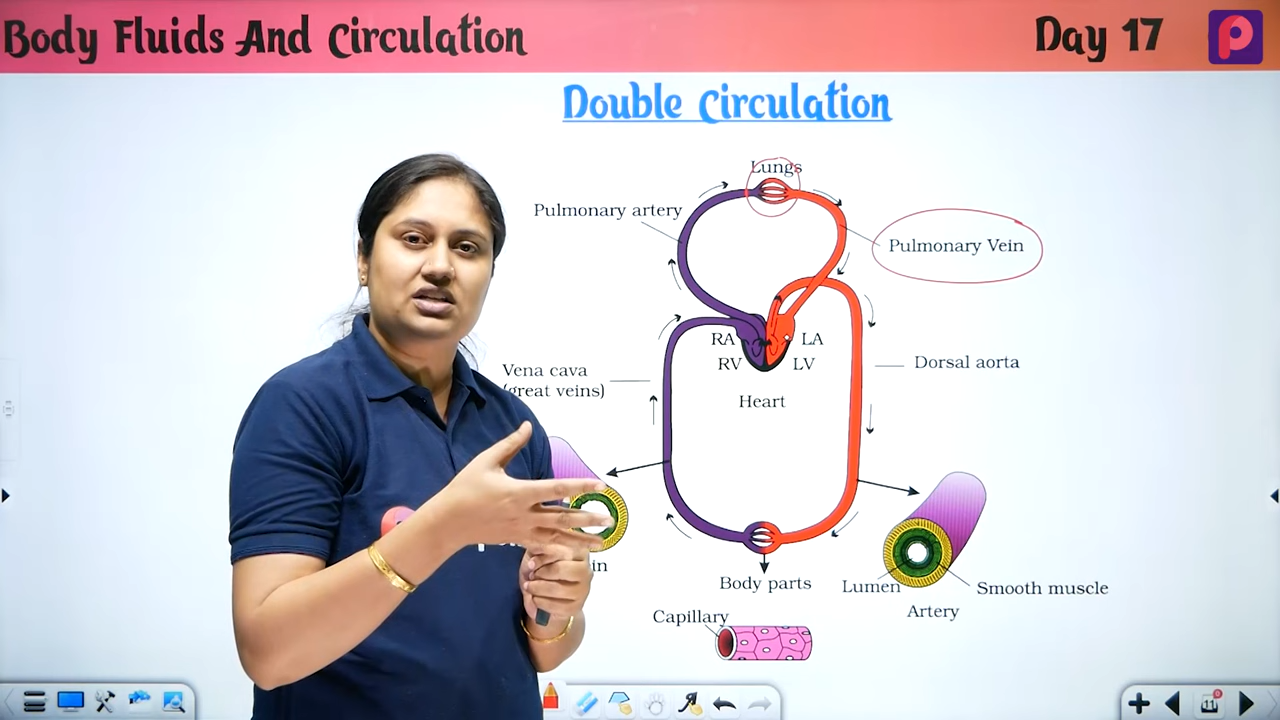 Body Fluids And Circulation
Day 17
Double Circulation
Lungs
Pulmonary artery
Pulmonary Vein
RA
LA
RV
LV
Vena cava
(great veins)
Dorsal aorta
Heart
Body parts
Lumen
Smooth muscle
Artery
Capillary
11